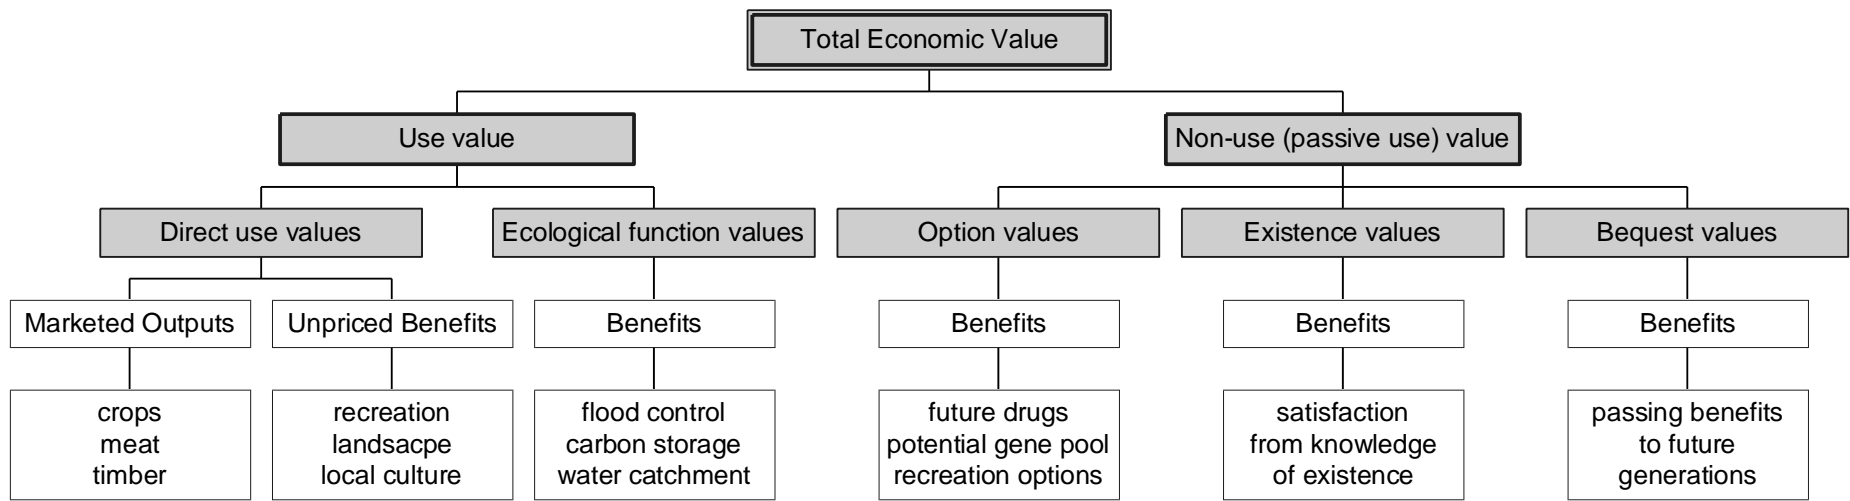 Total Economic Value
Use value
Non-use (passive use) value
Direct use values
Ecological function values
Option values
Existence values
Bequest values
Marketed Outputs
Unpriced Benefits
Benefits
Benefits
Benefits
Benefits
crops
meat
timber
recreation
landsacpe
local culture
flood control
carbon storage
water catchment
future drugs
potential gene pool
recreation options
satisfaction
from knowledge
of existence
passing benefits
to future
generations